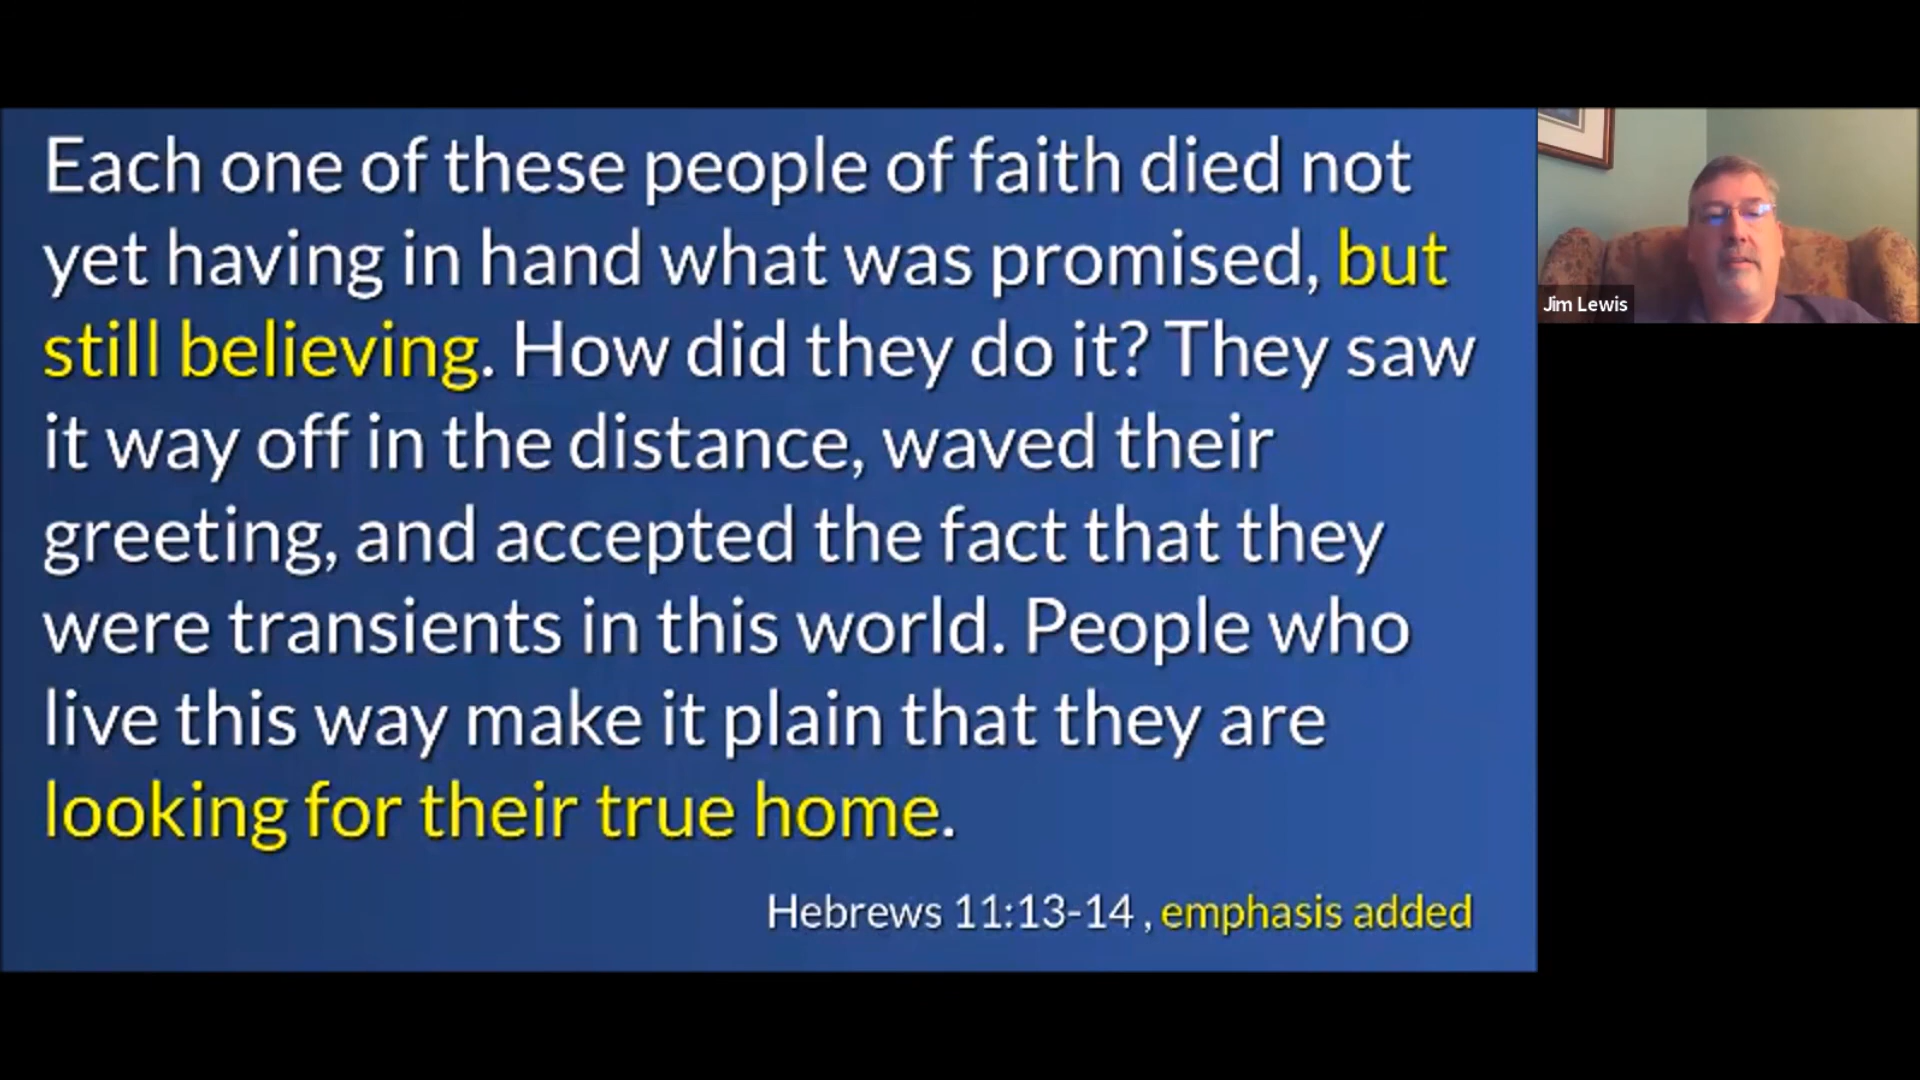 Each one of these people of faith died not
yet having in hand what was promised, but
still believing. How did they do it? They saw
it way off in the distance, waved their
greeting, and accepted the fact that they
were transients in this world. People who
live this way make it plain that they are
looking for their true home.
Hebrews 11:13-14 , emphasis added
Jim Lewis